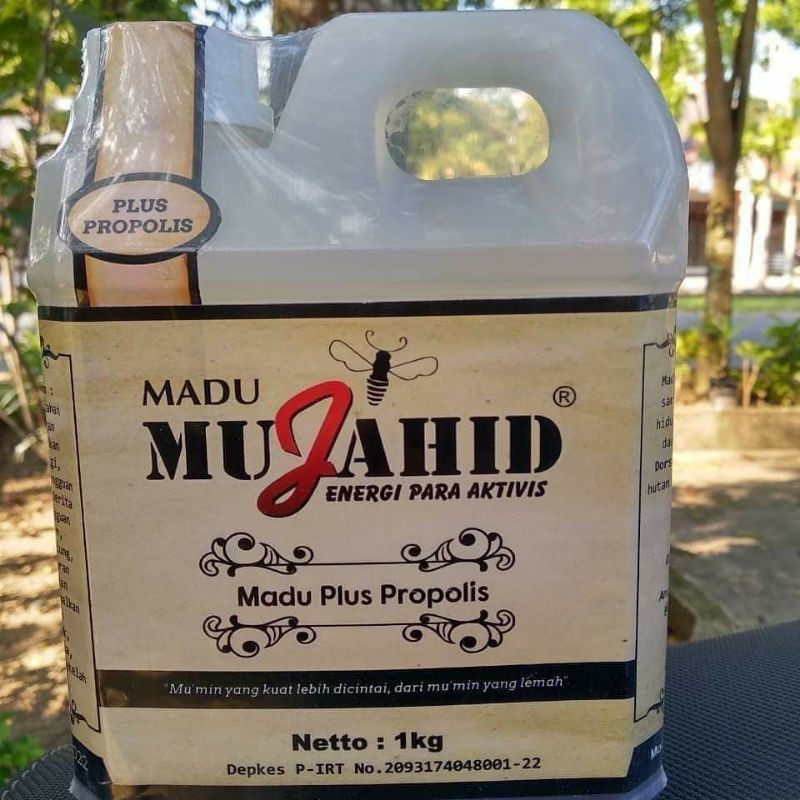 PLUS
PROPOLIS
MADU
MUJAHID ®
ENERGI PARA AKTIVIS
Madu Plus Propolis
"Mu'min yang kuat lebih dicintai, dari mu'min yang lemah"
Netto : 1kg
Depkes P-IRT No.2093174048001-22
hutan